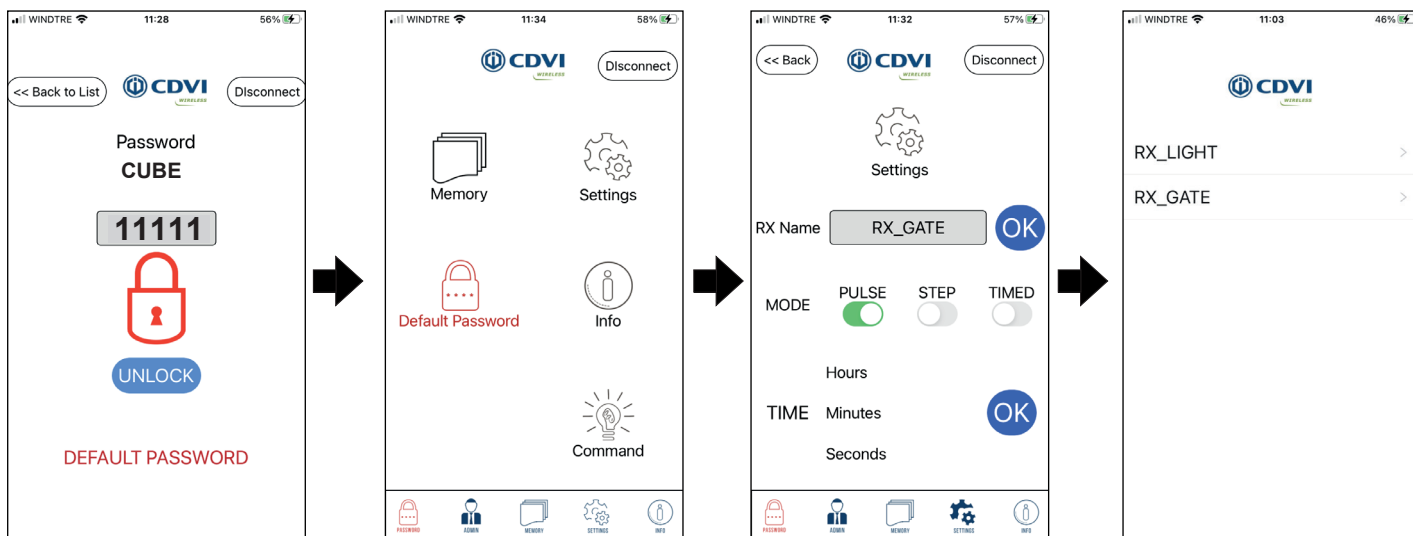 WINDTRE 11:28 56%
<< Back to List CDVI WIRELESS DIsconnect
Password
CUBE
11111
UNLOCK
DEFAULT PASSWORD
WINDTRE 11:34 58%
CDVI WIRELESS DIsconnect
Memory Settings
Default Password Info
Command
PASSWORD ADMIN MEMORY SETTINGS INFO
WINDTRE 11:32 57%
<< Back CDVI WIRELESS Disconnect
Settings
RX Name RX_GATE OK
PULSE STEP TIMED
MODE
Hours
TIME Minutes OK
Seconds
PASSWORD ADMIN MEMORY SETTINGS INFO
WINDTRE 11:03 46%
CDVI WIRELESS
RX_LIGHT >
RX_GATE >